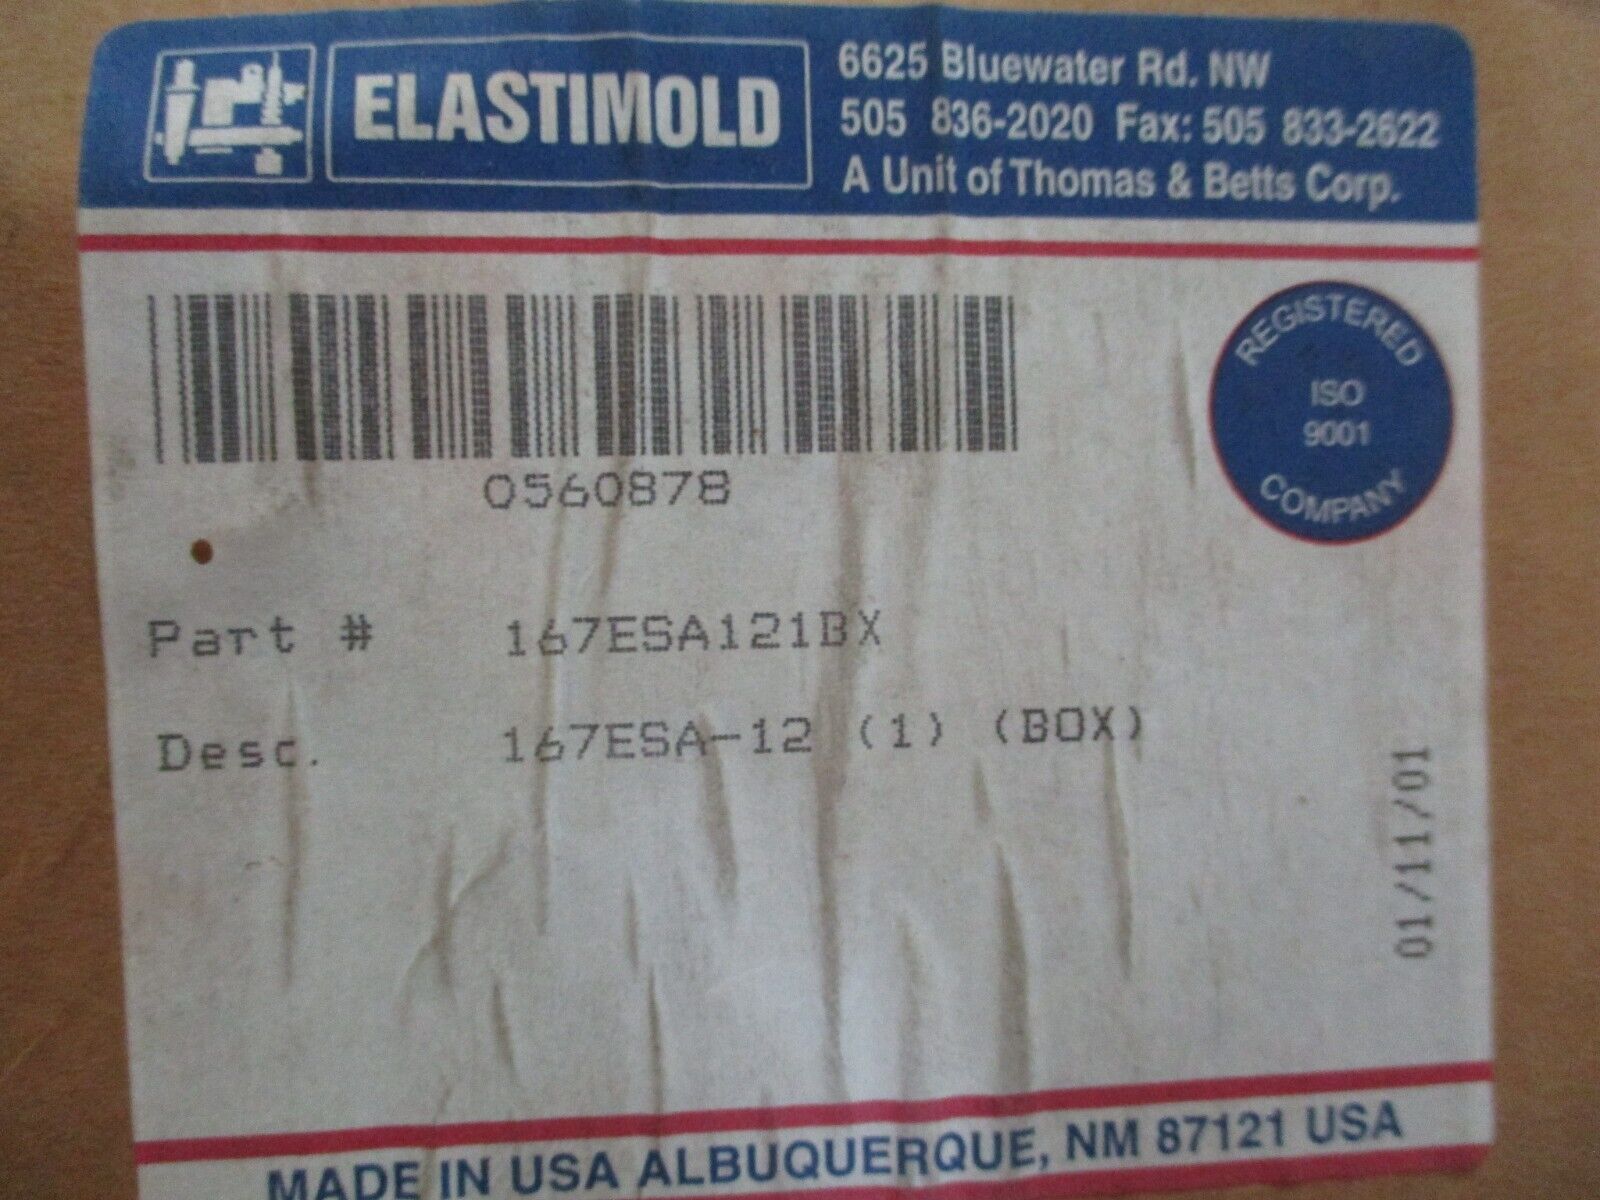 ELASTIMOLD
6625 Bluewater Rd. NW
505 836-2020 Fax: 505 833-2622
A Unit of Thomas & Betts Corp.
0560878
REGISTERED
ISO
9001
COMPANY
Part # 167ESA121BX
Desc. 167ESA-12 (1) (BOX)
01/11/01
MADE IN USA ALBUQUERQUE, NM 87121 USA